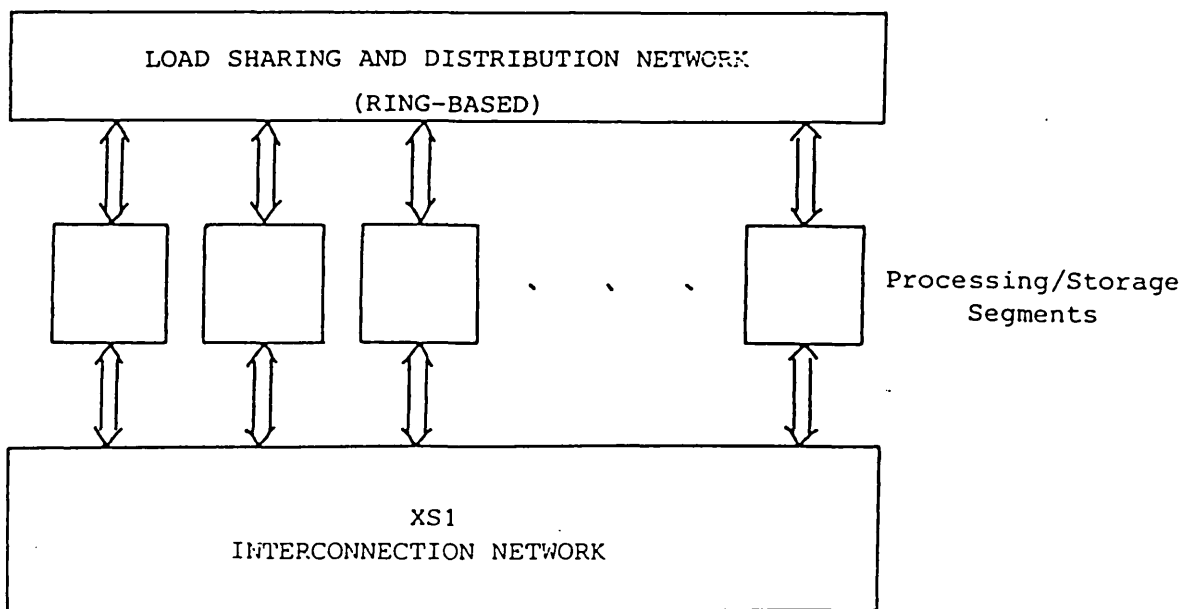 LOAD SHARING AND DISTRIBUTION NETWORK
(RING-BASED)
Processing/Storage
Segments
XS1
INTERCONNECTION NETWORK